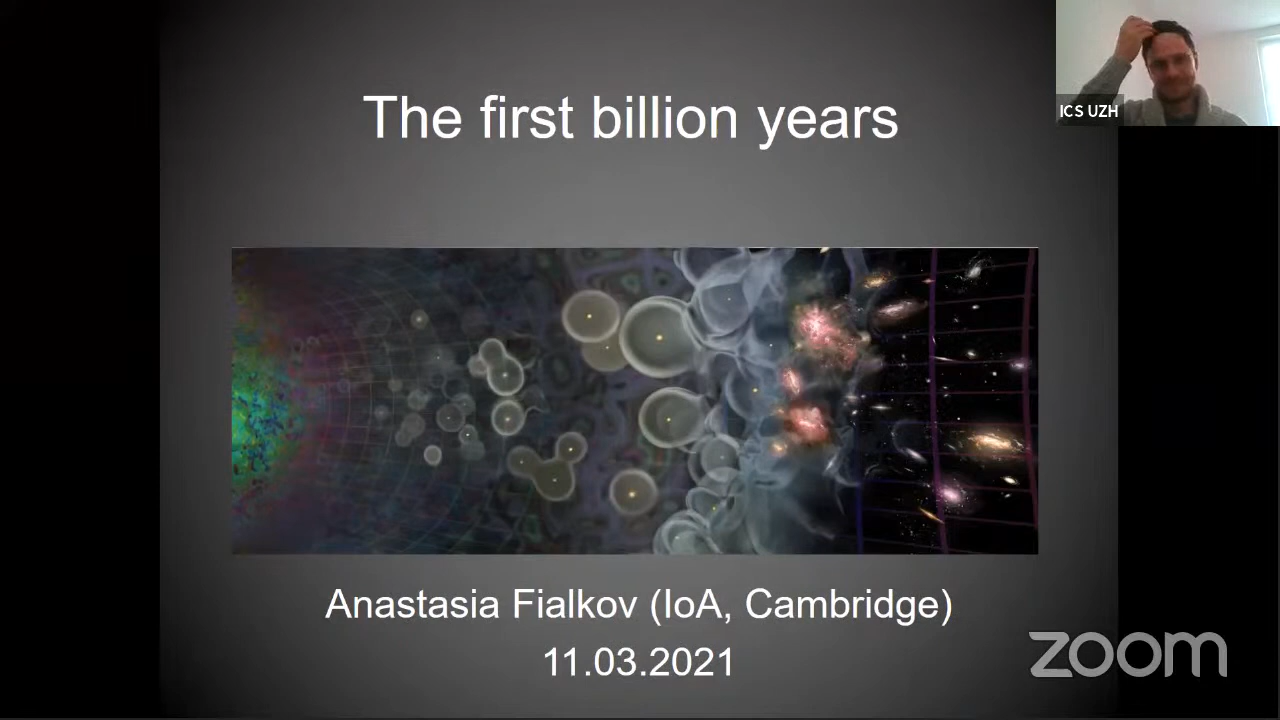 The first billion years
ICS UZH
Anastasia Fialkov (IoA, Cambridge)
11.03.2021
zoom